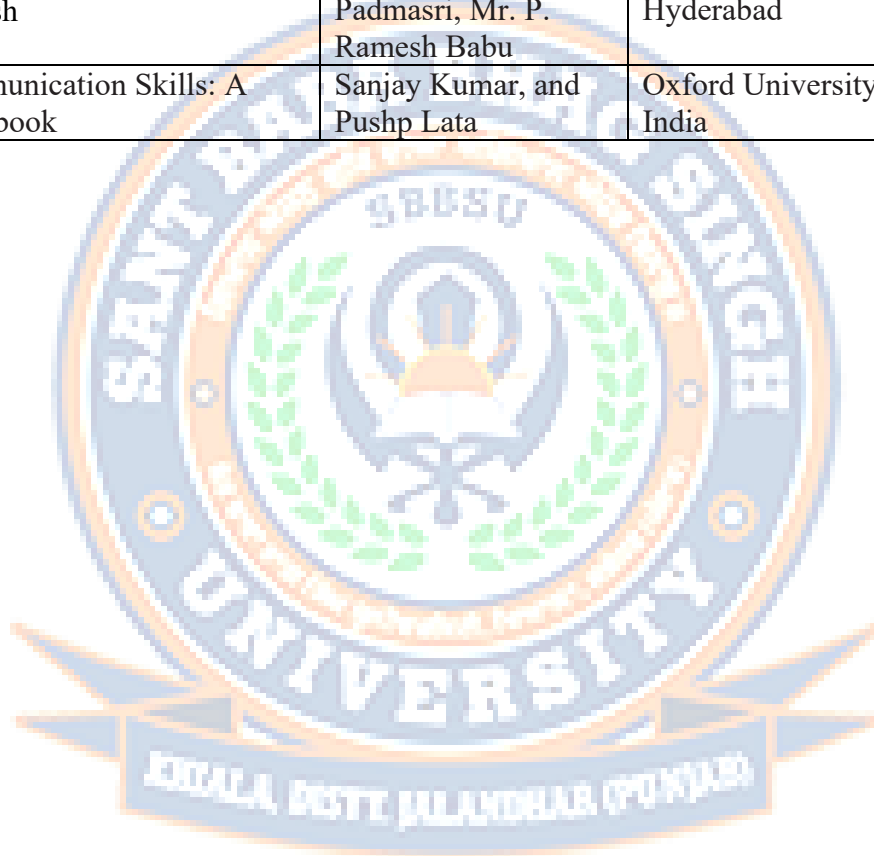 sh
Padmasri, Mr. P.
Ramesh Babu
Hyderabad
nunication Skills: A
book
Sanjay Kumar, and
Pushp Lata
Oxford University
India
SANT BABA BHAG SINGH
SBBSU
UNIVERSITY
KHIALA, DISTT. JALANDHAR (PUNJAB)